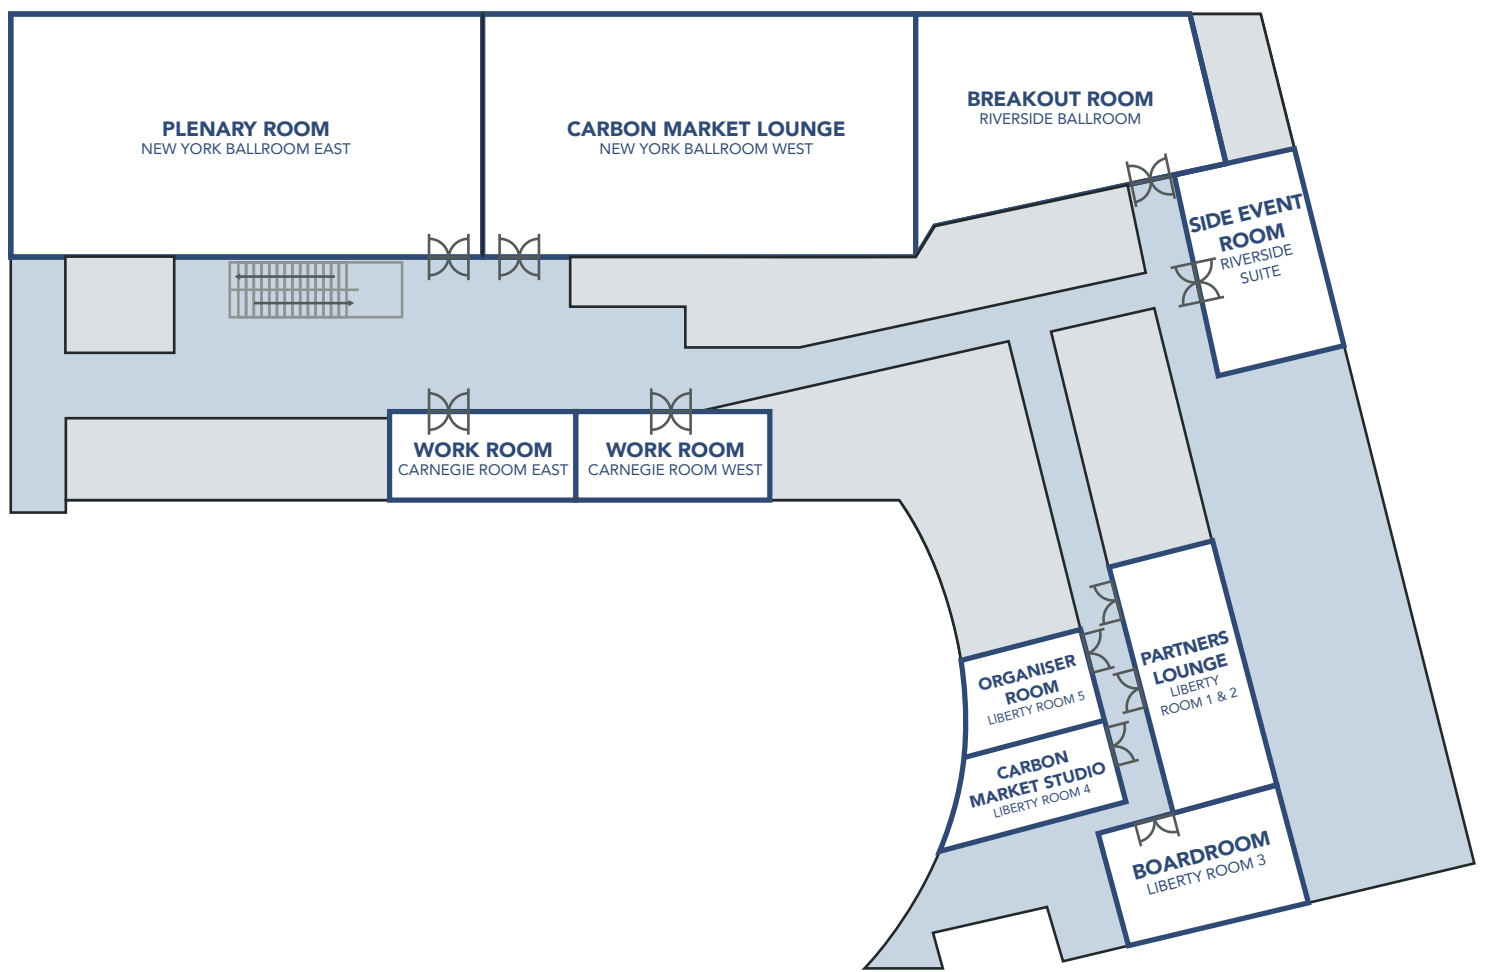 PLENARY ROOM
NEW YORK BALLROOM EAST
CARBON MARKET LOUNGE
NEW YORK BALLROOM WEST
BREAKOUT ROOM
RIVERSIDE BALLROOM
SIDE EVENT
ROOM
RIVERSIDE
SUITE
WORK ROOM
CARNEGIE ROOM EAST
WORK ROOM
CARNEGIE ROOM WEST
ORGANISER
ROOM
LIBERTY ROOM 5
PARTNERS
LOUNGE
LIBERTY
ROOM 1 & 2
CARBON
MARKET STUDIO
LIBERTY ROOM 4
BOARDROOM
LIBERTY ROOM 3